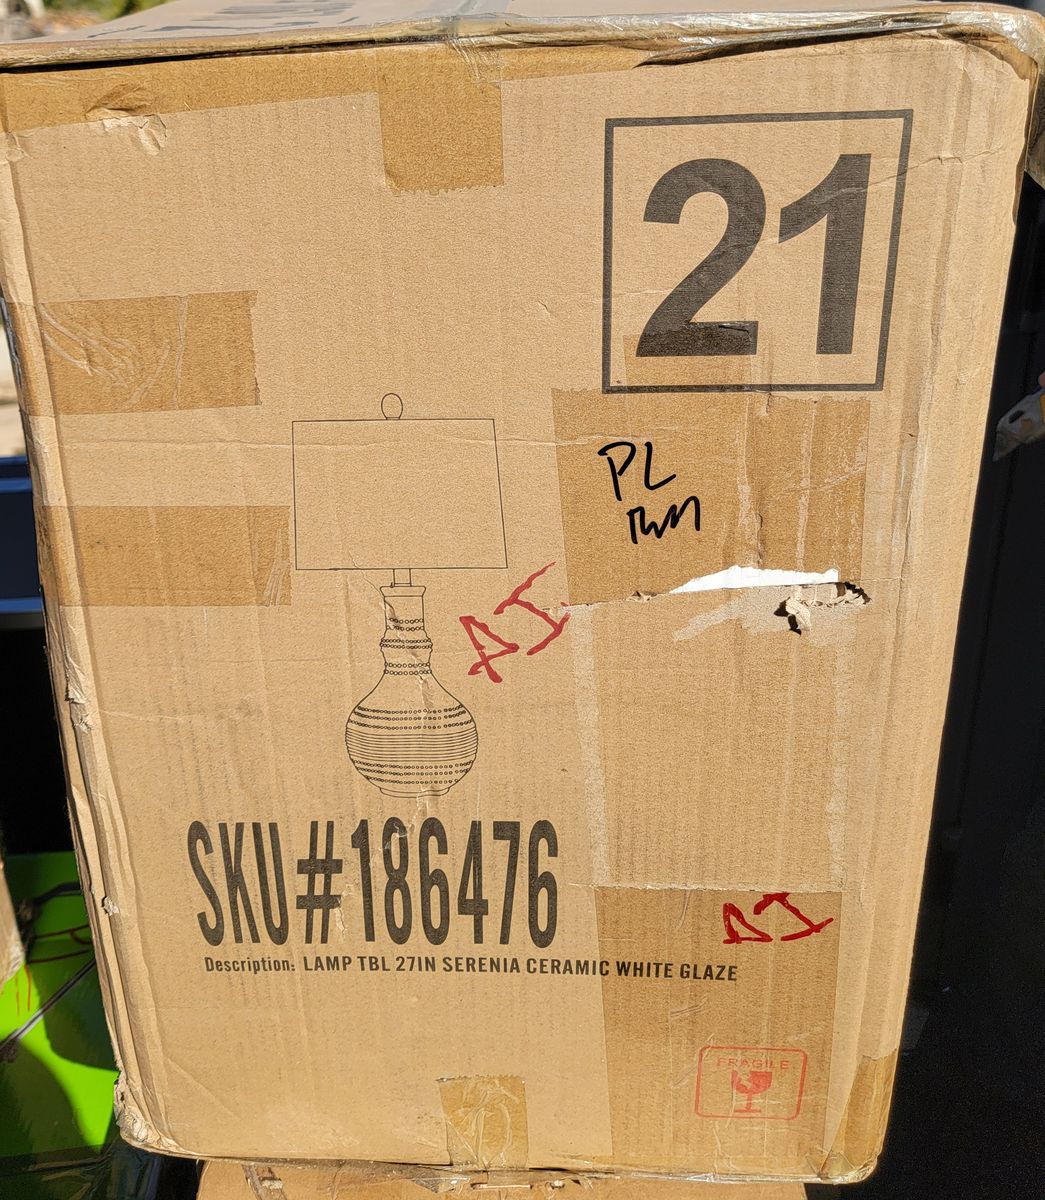 21
PL
SKU#186476
Description: LAMP TBL 27IN SERENIA CERAMIC WHITE GLAZE
FRAGILE